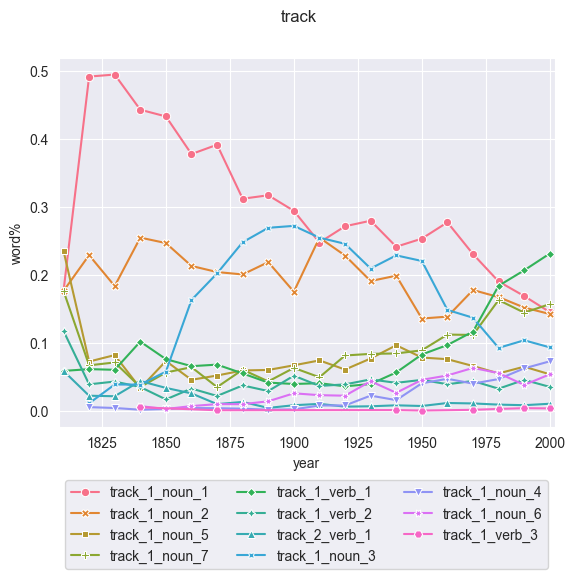 track
0.5
0.4
0.3
0.2
0.1
0.0
word%
1825 1850 1875 1900 1925 1950 1975 2000
year
track_1_noun_1 track_1_verb_1 track_1_noun_4
track_1_noun_2 track_1_verb_2 track_1_noun_6
track_1_noun_5 track_2_verb_1 track_1_verb_3
track_1_noun_7 track_1_noun_3